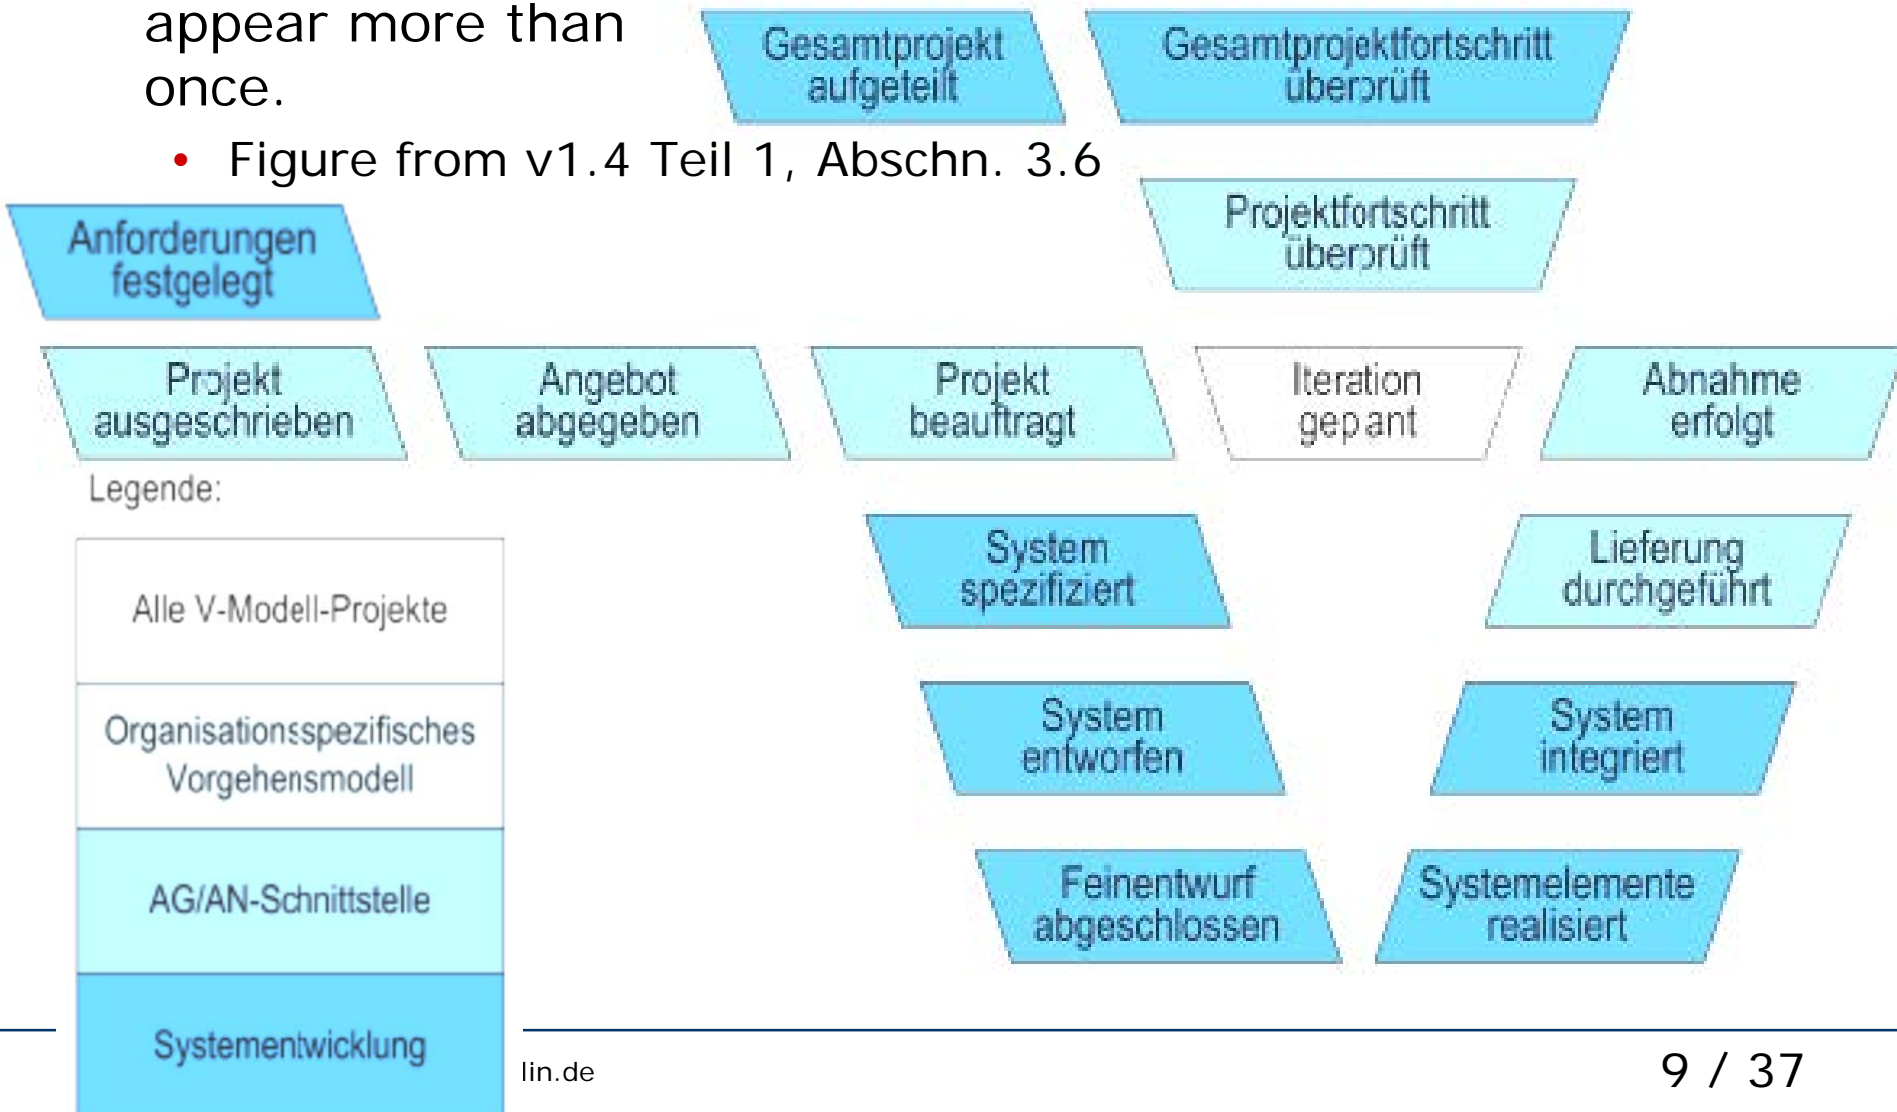 appear more than
once.
• Figure from v1.4 Teil 1, Abschn. 3.6
Gesamtprojekt
aufgeteilt
Gesamtprojektfortschritt
überprüft
Projektfortschritt
überprüft
Anforderungen
festgelegt
Projekt
ausgeschrieben
Angebot
abgegeben
Projekt
beauftragt
Iteration
geplant
Abnahme
erfolgt
Legende:
Alle V-Modell-Projekte
Organisationsspezifisches
Vorgehensmodell
AG/AN-Schnittstelle
Systementwicklung
System
spezifiziert
Lieferung
durchgeführt
System
entworfen
System
integriert
Feinentwurf
abgeschlossen
Systemelemente
realisiert
lin.de
9 / 37